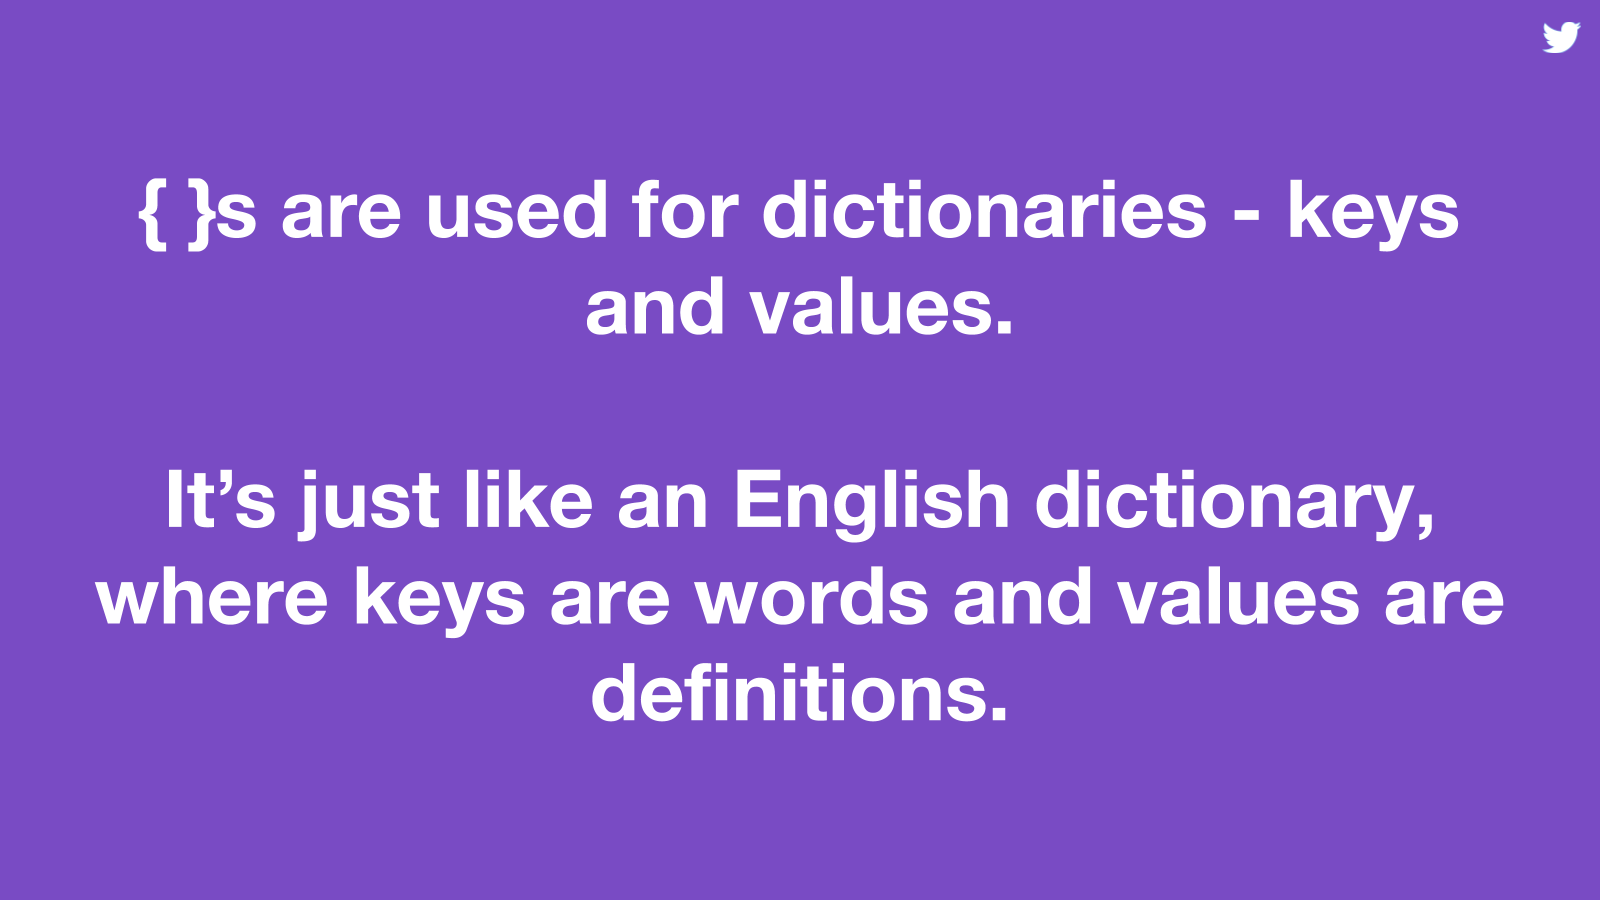 { }s are used for dictionaries - keys
and values.
It’s just like an English dictionary,
where keys are words and values are
definitions.